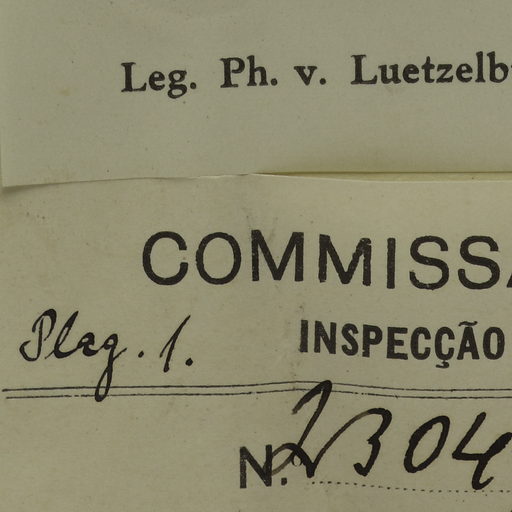 Leg. Ph. v. Luetzelb
COMMISSA
Plag. 1. INSPECÇÃO
N. 2304